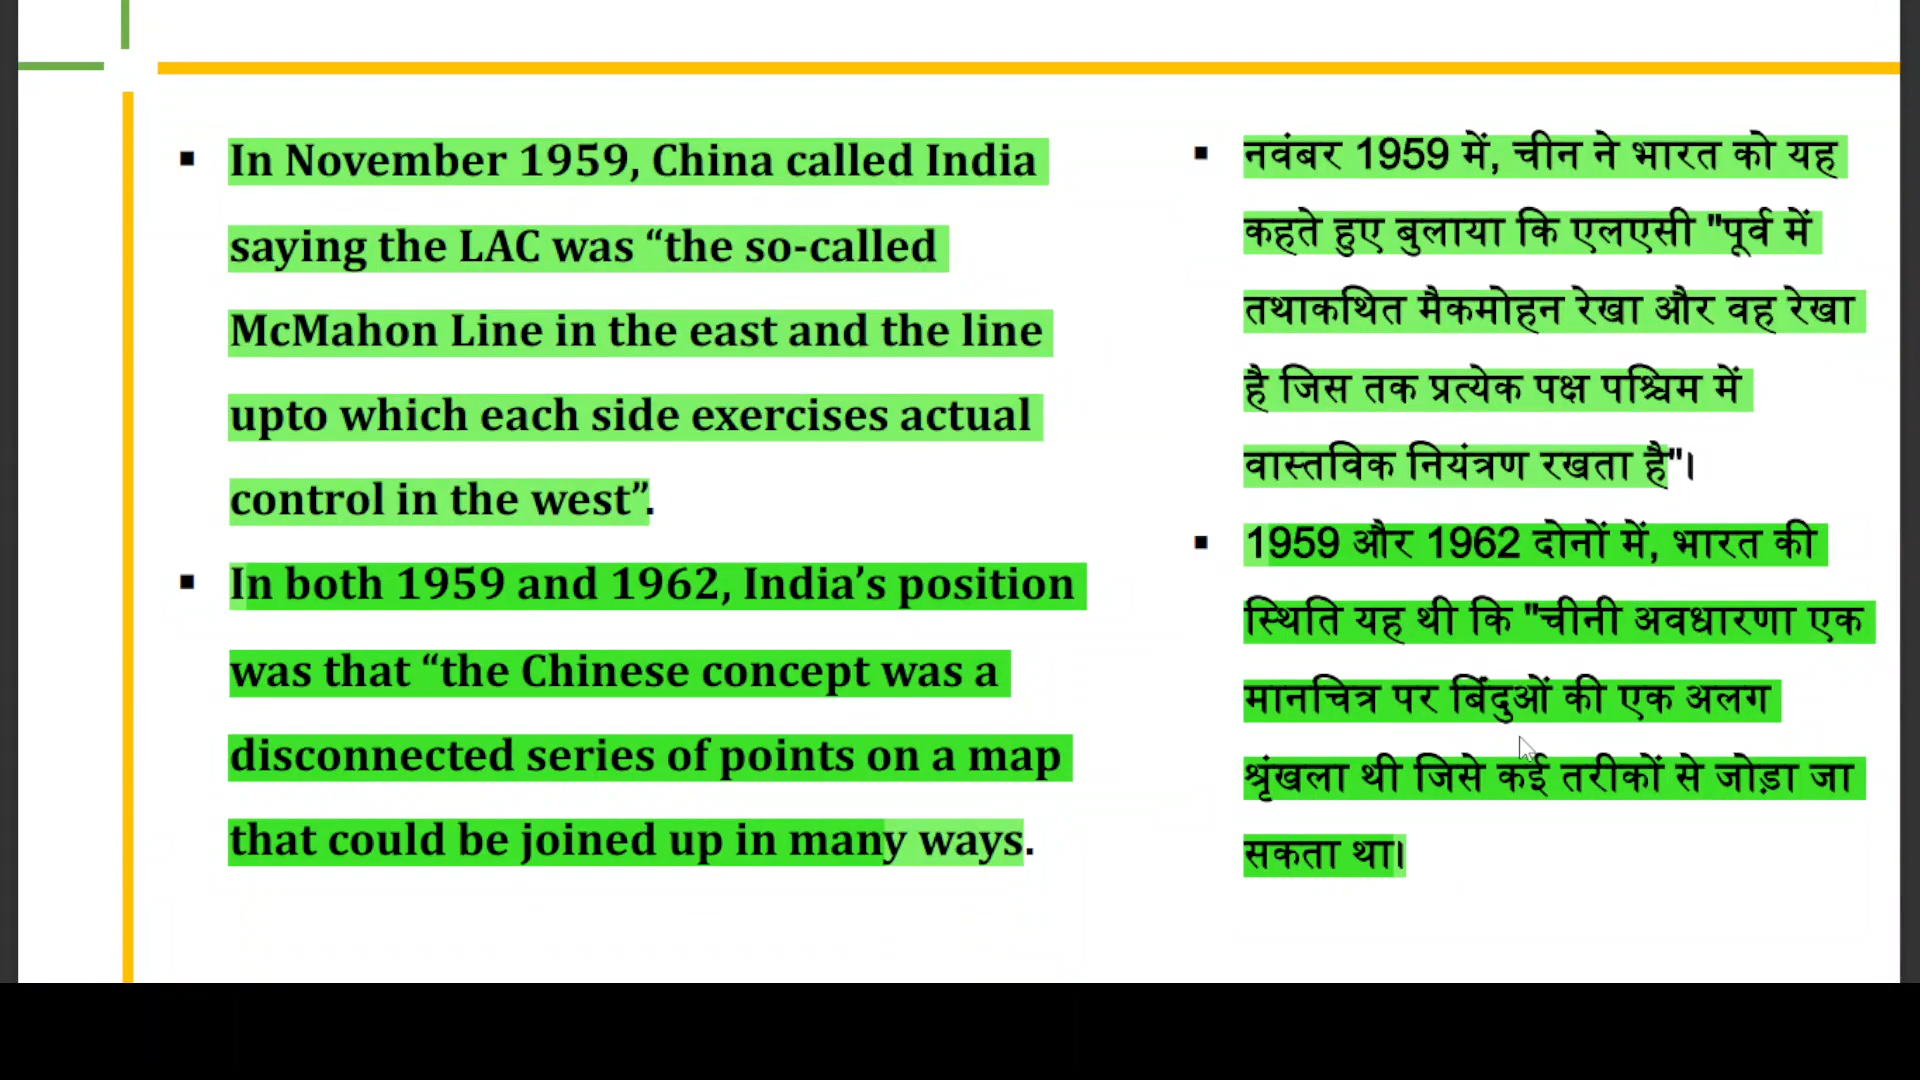 ▪ In November 1959, China called India
saying the LAC was “the so-called
McMahon Line in the east and the line
upto which each side exercises actual
control in the west”.
▪ In both 1959 and 1962, India’s position
was that “the Chinese concept was a
disconnected series of points on a map
that could be joined up in many ways.
▪ नवंबर 1959 में, चीन ने भारत को यह
कहते हुए बुलाया कि एलएसी "पूर्व में
तथाकथित मैकमोहन रेखा और वह रेखा
है जिस तक प्रत्येक पक्ष पश्चिम में
वास्तविक नियंत्रण रखता है"।
▪ 1959 और 1962 दोनों में, भारत की
स्थिति यह थी कि "चीनी अवधारणा एक
मानचित्र पर बिंदुओं की एक अलग
श्रृंखला थी जिसे कई तरीकों से जोड़ा जा
सकता था।